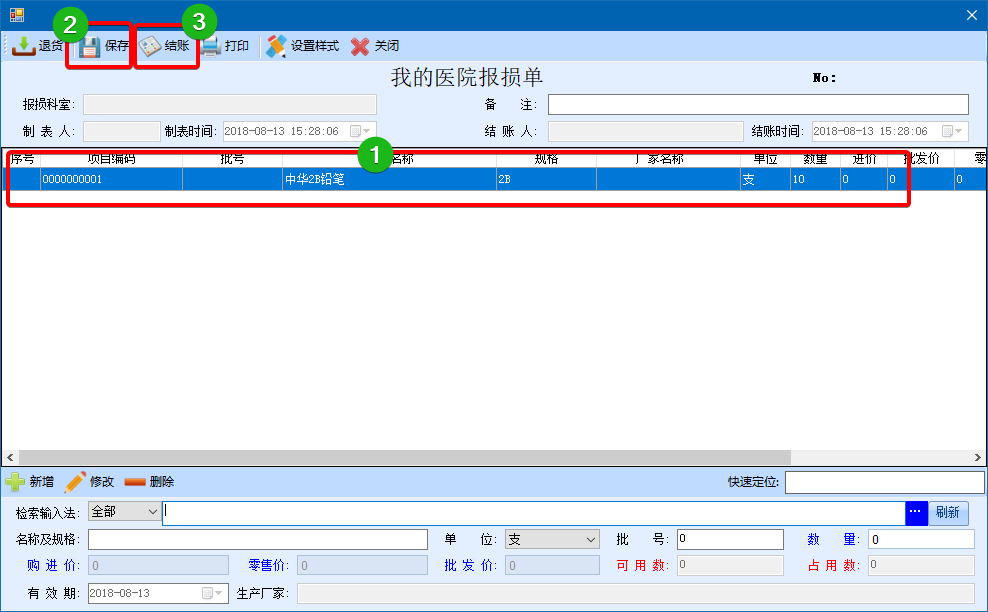 2 3
退货 保存 结账 打印 设置样式 关闭
我的医院报损单 No:
报损科室: 备 注:
制 表 人: 制表时间: 2018-08-13 15:28:06 结 账 人: 结账时间: 2018-08-13 15:28:06
1
序号 项目编码 批号 名称 规格 厂家名称 单位 数量 进价 批发价 零
0000000001 中华2B铅笔 2B 支 10 0 0 0
新增 修改 删除 快速定位:
检索输入法: 全部 ... 刷新
名称及规格: 单 位: 支 批 号: 0 数 量: 0
购 进 价: 0 零售价: 0 批 发 价: 0 可 用 数: 0 占 用 数: 0
有 效 期: 2018-08-13 生产厂家: